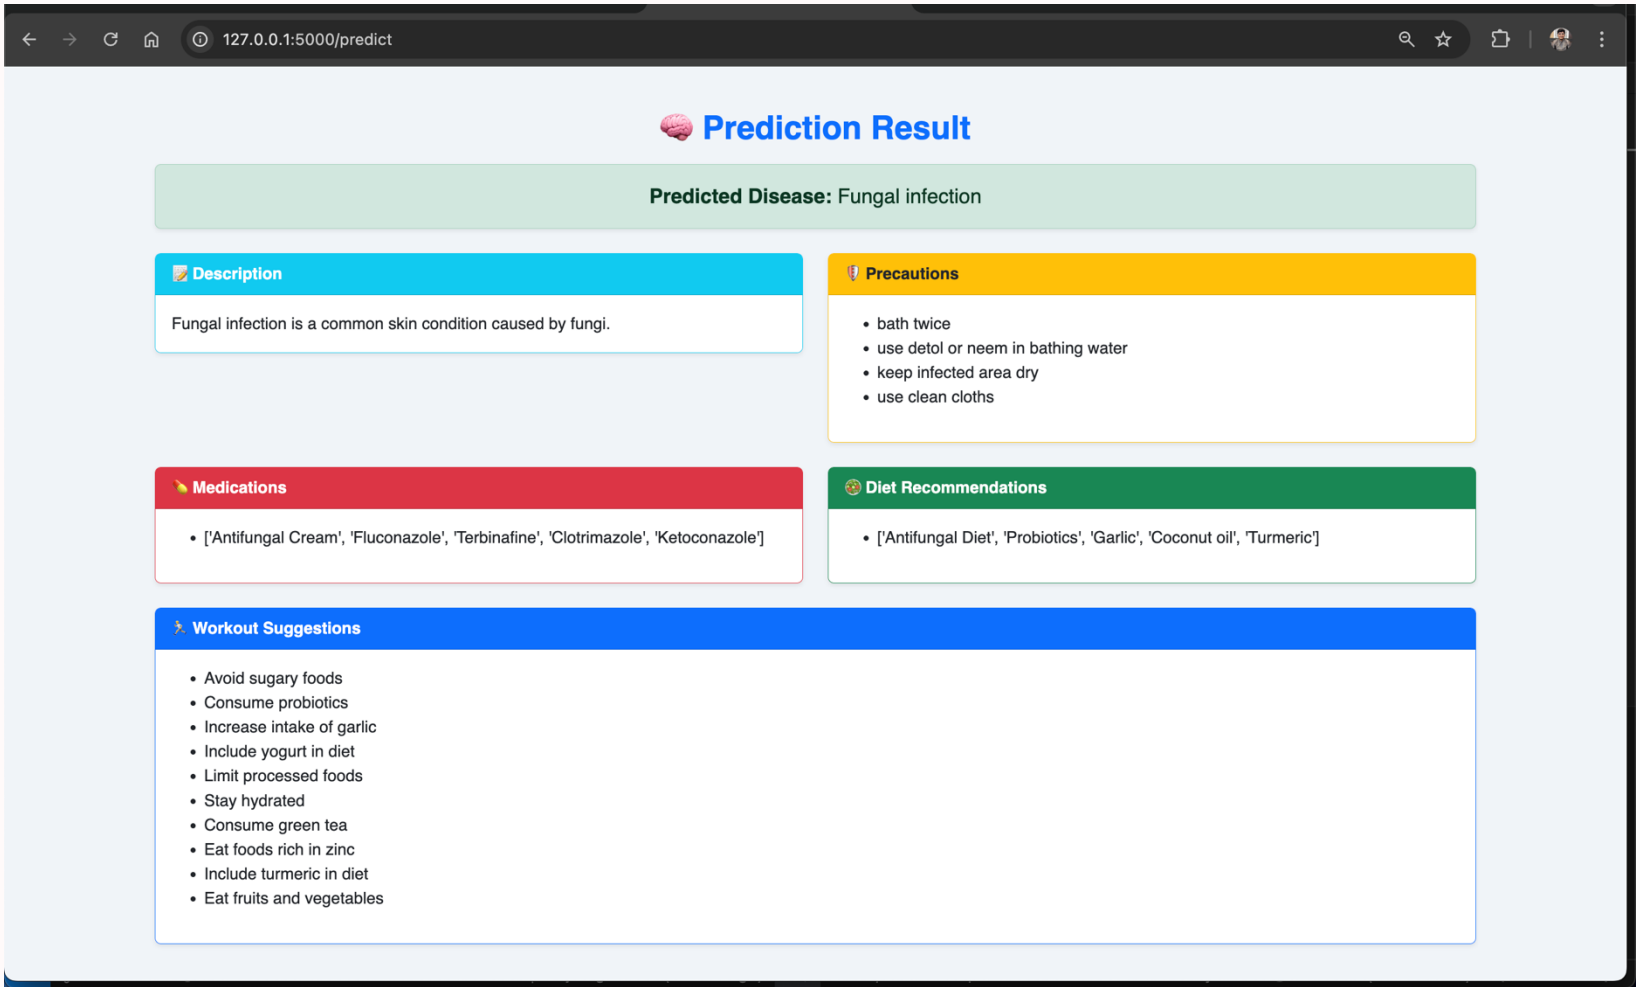 127.0.0.1:5000/predict
Prediction Result
Predicted Disease: Fungal infection
Description
Fungal infection is a common skin condition caused by fungi.
Precautions
bath twice
use detol or neem in bathing water
keep infected area dry
use clean cloths
Medications
['Antifungal Cream', 'Fluconazole', 'Terbinafine', 'Clotrimazole', 'Ketoconazole']
Diet Recommendations
['Antifungal Diet', 'Probiotics', 'Garlic', 'Coconut oil', 'Turmeric']
Workout Suggestions
Avoid sugary foods
Consume probiotics
Increase intake of garlic
Include yogurt in diet
Limit processed foods
Stay hydrated
Consume green tea
Eat foods rich in zinc
Include turmeric in diet
Eat fruits and vegetables